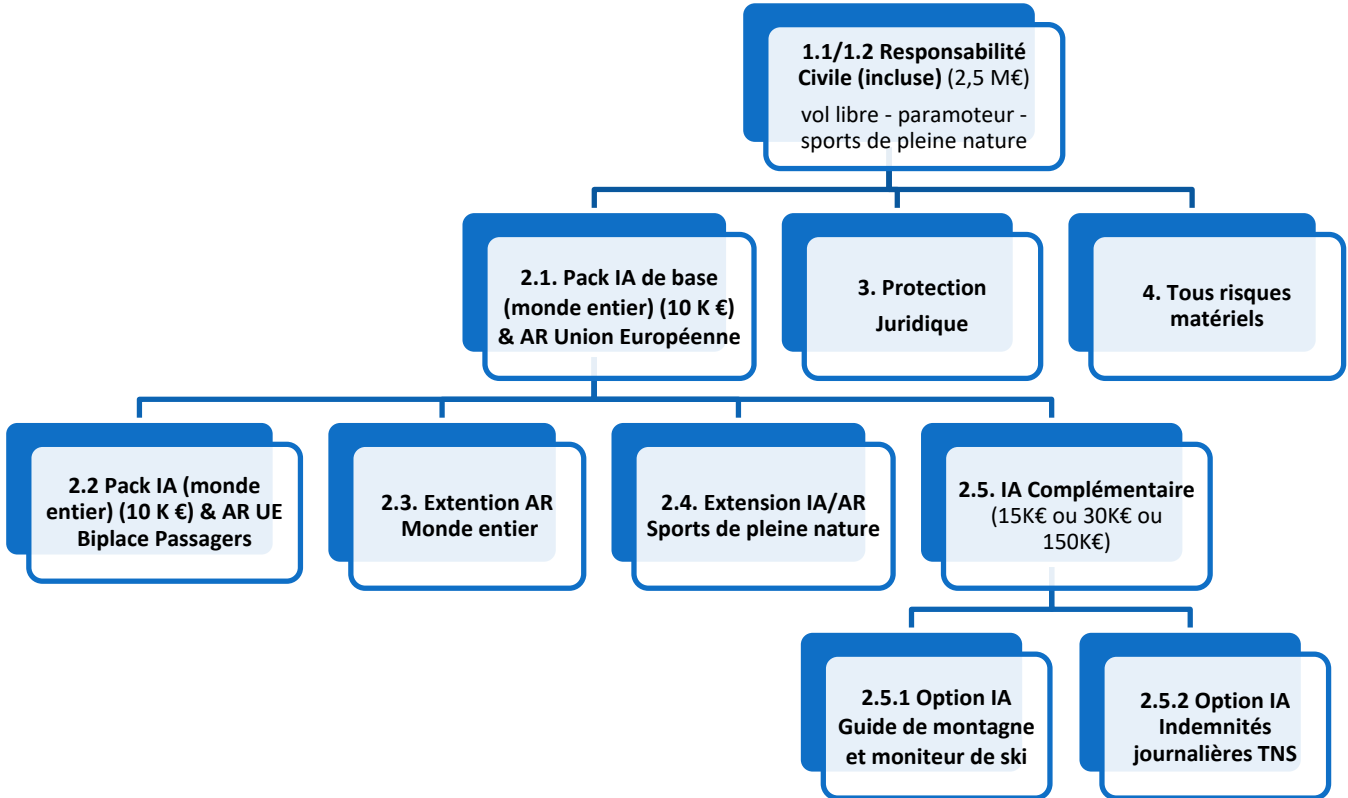 1.1/1.2 Responsabilité
Civile (incluse) (2,5 M€)
vol libre - paramoteur -
sports de pleine nature
2.1. Pack IA de base
(monde entier) (10 K €)
& AR Union Européenne
3. Protection
Juridique
4. Tous risques
matériels
2.2 Pack IA (monde
entier) (10 K €) & AR UE
Biplace Passagers
2.3. Extention AR
Monde entier
2.4. Extension IA/AR
Sports de pleine nature
2.5. IA Complémentaire
(15K€ ou 30K€ ou
150K€)
2.5.1 Option IA
Guide de montagne
et moniteur de ski
2.5.2 Option IA
Indemnités
journalières TNS